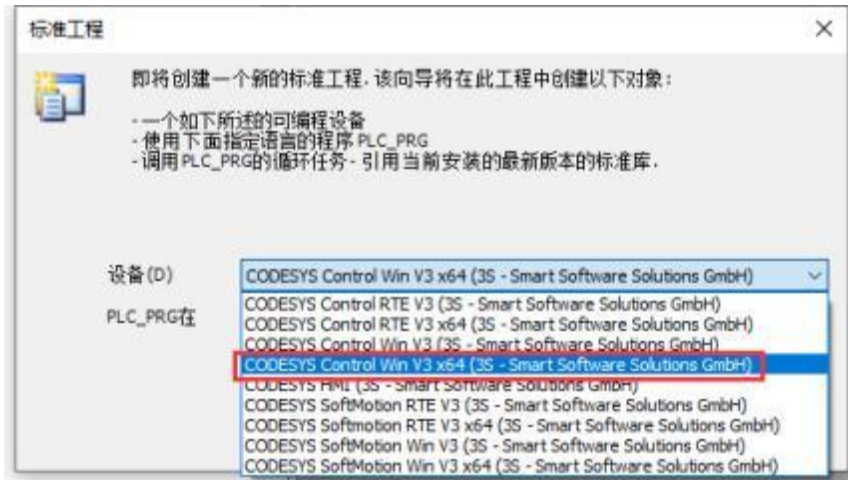 标准工程
即将创建一个新的标准工程.该向导将在此工程中创建以下对象:
-一个如下所述的可编程设备
-使用下面指定语言的程序 PLC_PRG
-调用 PLC_PRG的循环任务-引用当前安装的最新版本的标准库.
设备(D)
CODESYS Control Win V3 x64 (3S - Smart Software Solutions GmbH)
PLC_PRG在
CODESYS Control RTE V3 (3S - Smart Software Solutions GmbH)
CODESYS Control RTE V3 x64 (3S - Smart Software Solutions GmbH)
CODESYS Control Win V3 (3S - Smart Software Solutions GmbH)
CODESYS Control Win V3 x64 (3S - Smart Software Solutions GmbH)
CODESYS HMI (3S - Smart Software Solutions GmbH)
CODESYS SoftMotion RTE V3 (3S - Smart Software Solutions GmbH)
CODESYS Softmotion RTE V3 x64 (3S - Smart Software Solutions GmbH)
CODESYS SoftMotion Win V3 (3S - Smart Software Solutions GmbH)
CODESYS SoftMotion Win V3 x64 (3S - Smart Software Solutions GmbH)